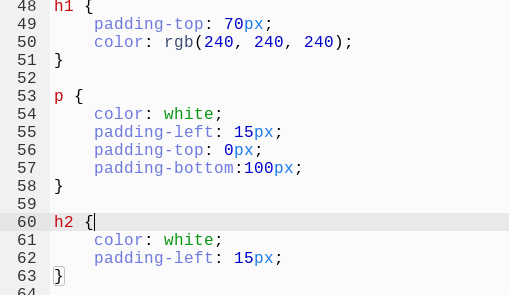 48 h1 {
49     padding-top: 70px;
50     color: rgb(240, 240, 240);
51 }
52
53 p {
54     color: white;
55     padding-left: 15px;
56     padding-top: 0px;
57     padding-bottom:100px;
58 }
59
60 h2 {
61     color: white;
62     padding-left: 15px;
63 }
64